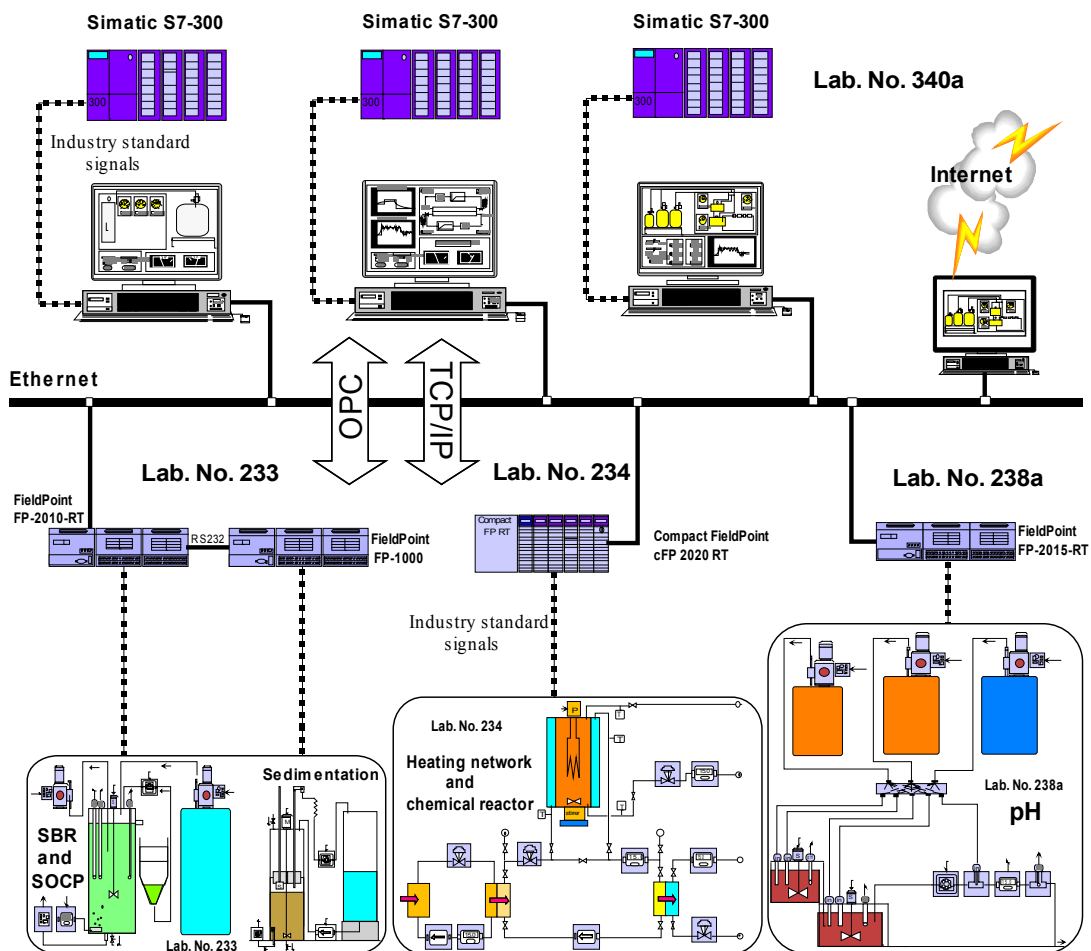 Simatic S7-300
Simatic S7-300
Simatic S7-300
Lab. No. 340a
300
300
300
Industry standard
signals
Internet
Ethernet
OPC
TCP/IP
Lab. No. 233
Lab. No. 234
Lab. No. 238a
FieldPoint
FP-2010-RT
RS232
FieldPoint
FP-1000
Compact
FP RT
Compact FieldPoint
cFP 2020 RT
FieldPoint
FP-2015-RT
Industry standard
signals
Lab. No. 234
Heating network
and
chemical reactor
IP
T
T
T
Sedimentation
M
SBR
and
SOCP
Lab. No. 233
Lab. No. 238a
pH